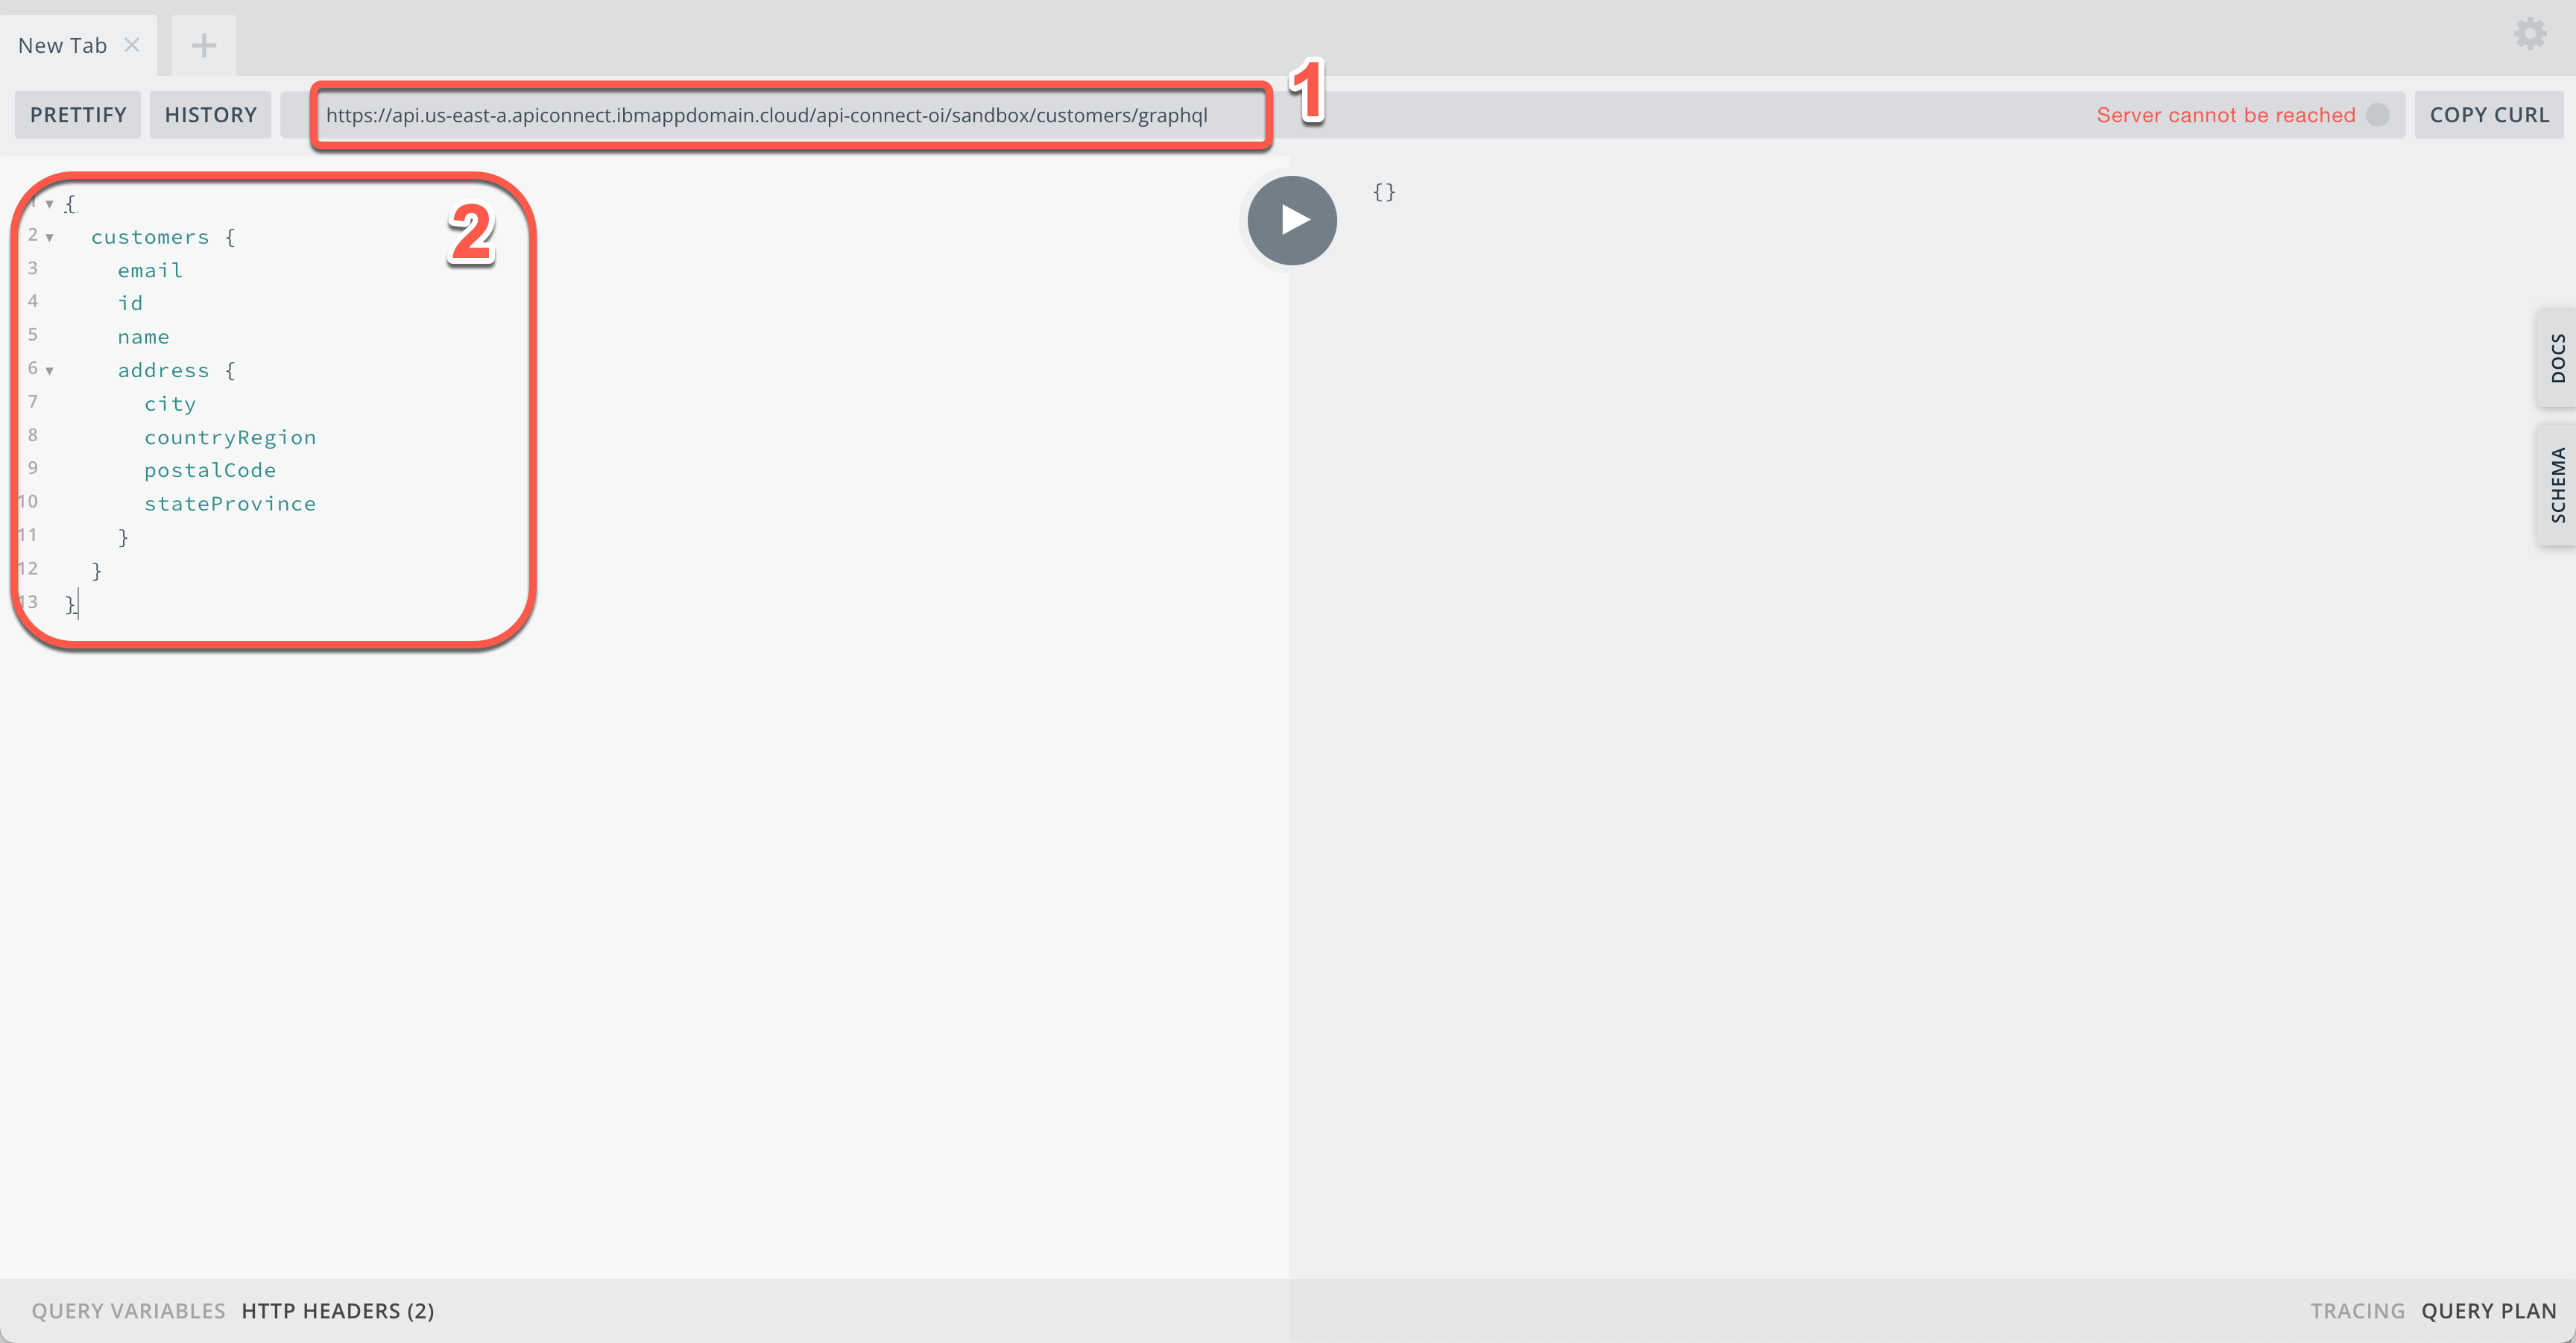 New Tab
PRETTIFY HISTORY https://api.us-east-a.apiconnect.ibmappdomain.cloud/api-connect-oi/sandbox/customers/graphql 1 Server cannot be reached COPY CURL
2
1 {
2 customers {
3 email
4 id
5 name
6 address {
7 city
8 countryRegion
9 postalCode
10 stateProvince
11 }
12 }
13 }
{}
DOCS
SCHEMA
QUERY VARIABLES HTTP HEADERS (2) TRACING QUERY PLAN